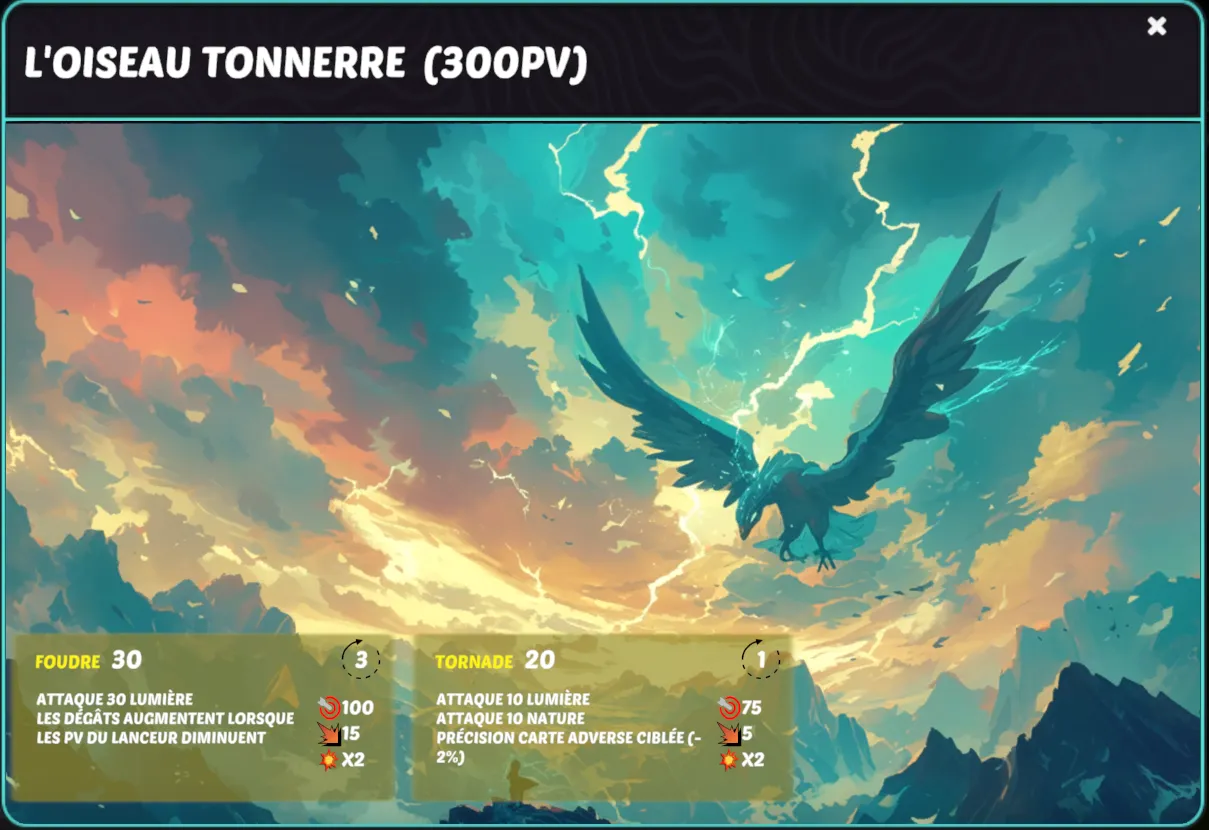 L'OISEAU TONNERRE (300PV)
FOUDRE 30
3
ATTAQUE 30 LUMIÈRE
LES DÉGÂTS AUGMENTENT LORSQUE
LES PV DU LANCEUR DIMINUENT
100
15
X2
TORNADE 20
1
ATTAQUE 10 LUMIÈRE
ATTAQUE 10 NATURE
PRÉCISION CARTE ADVERSE CIBLÉE (-
2%)
75
5
X2